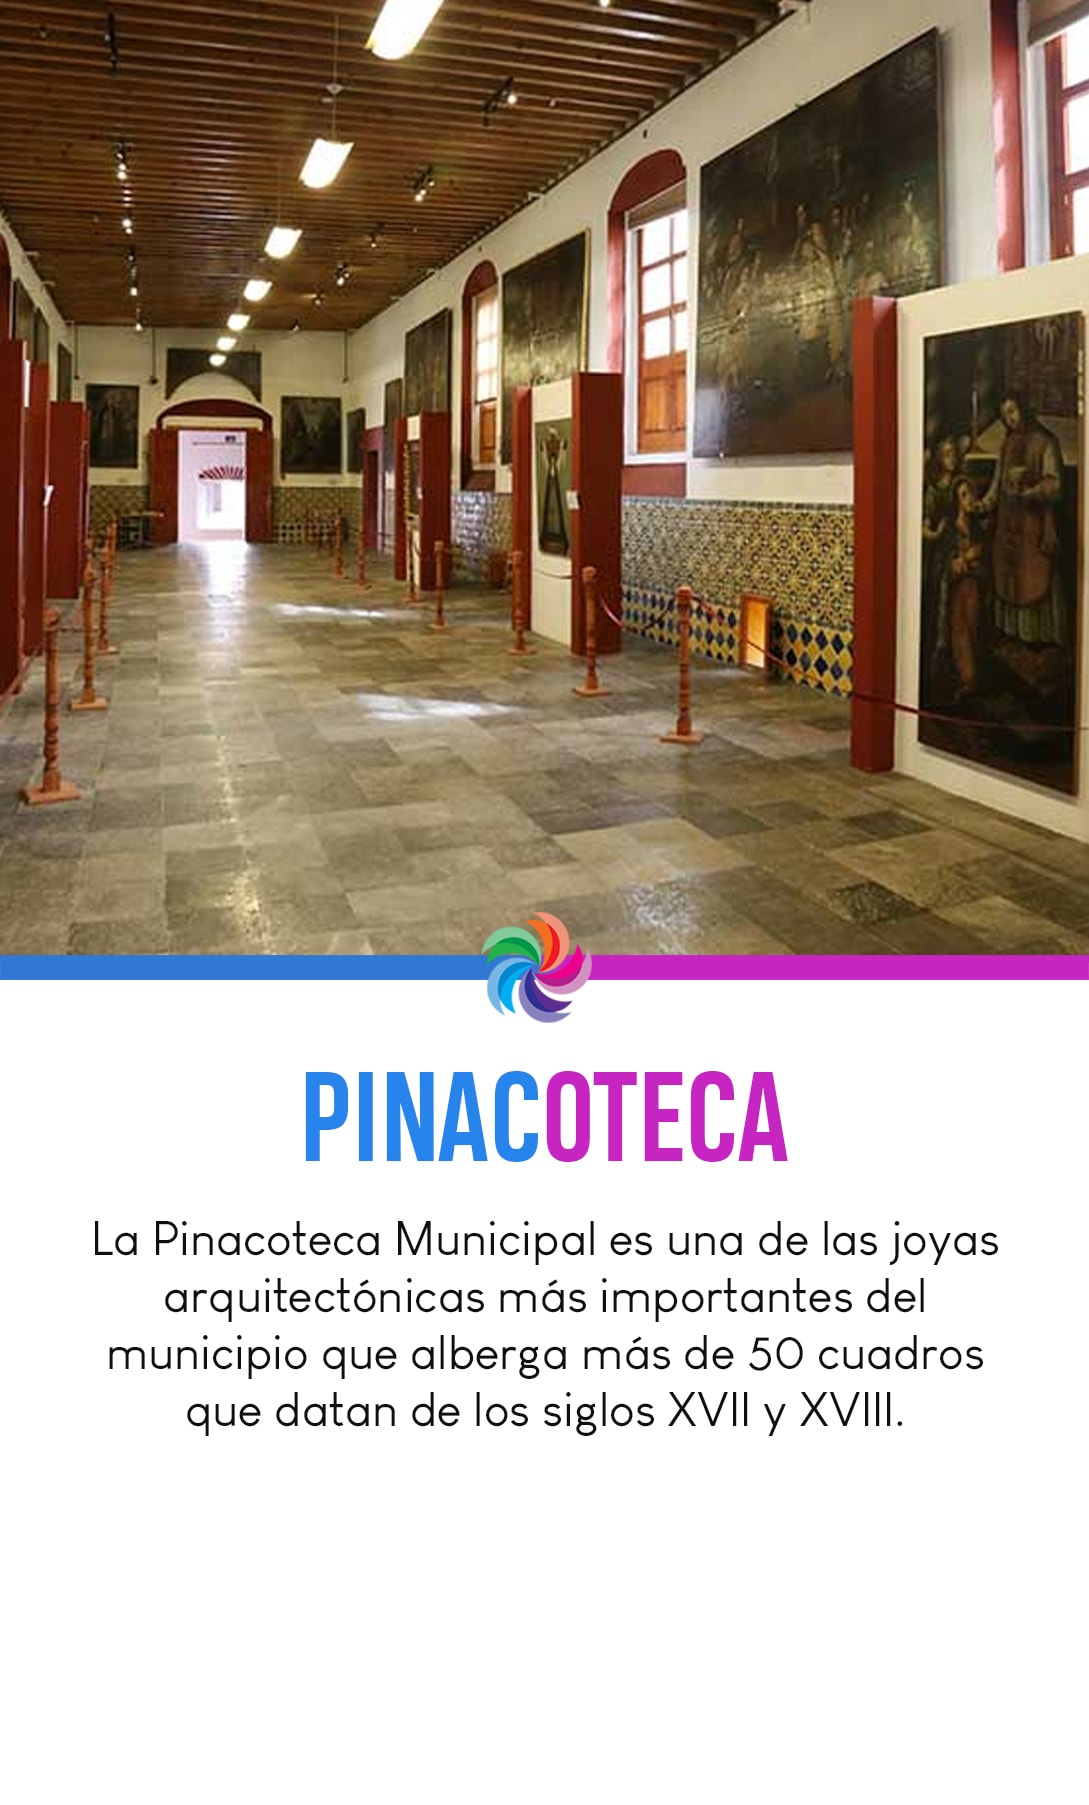 PINACOTECA
La Pinacoteca Municipal es una de las joyas
arquitectónicas más importantes del
municipio que alberga más de 50 cuadros
que datan de los siglos XVII y XVIII.